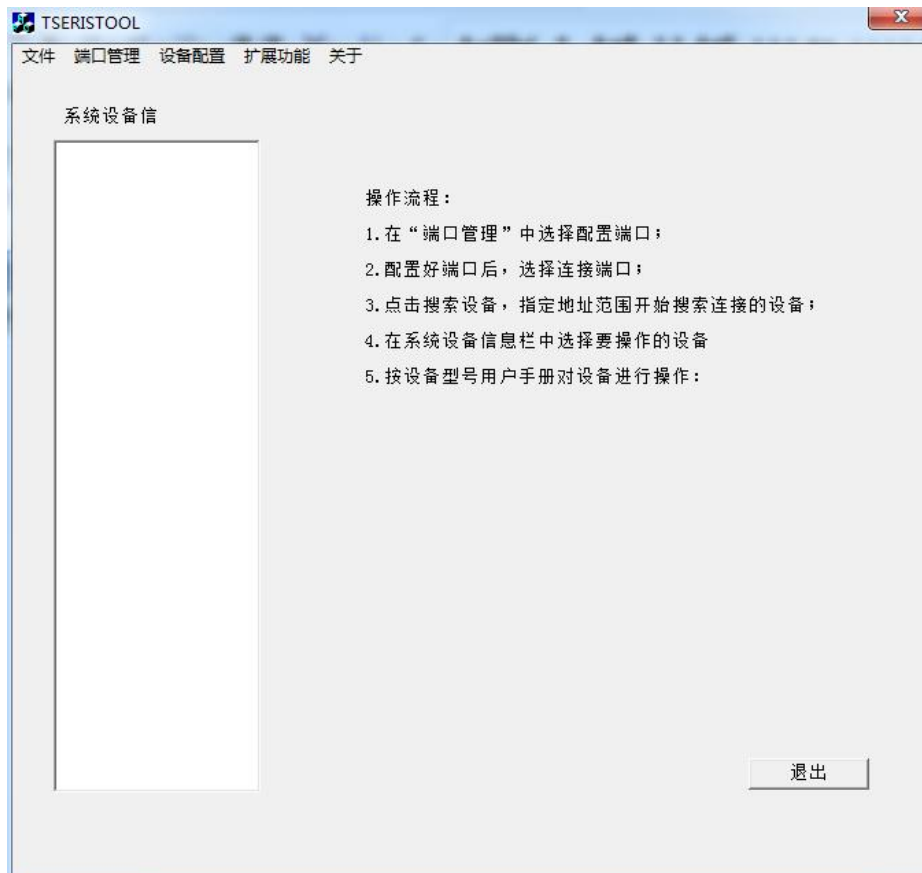 TSERISTOOL
文件 端口管理 设备配置 扩展功能 关于
系统设备信
操作流程：
1.在“端口管理”中选择配置端口；
2.配置好端口后，选择连接端口；
3.点击搜索设备，指定地址范围开始搜索连接的设备；
4.在系统设备信息栏中选择要操作的设备
5.按设备型号用户手册对设备进行操作：
退出